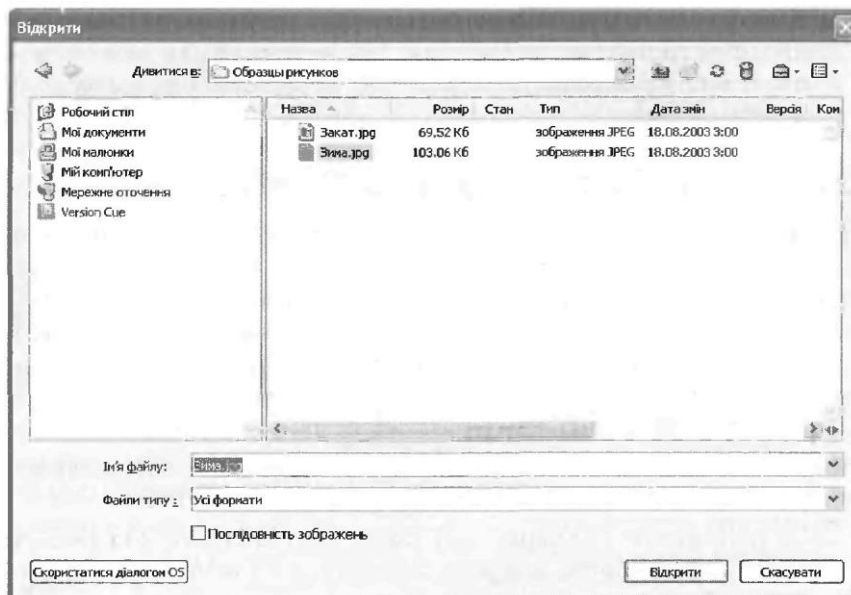 Відкрити
Дивитися в: Образцы рисунков
Робочий стіл
Мої документи
Мої малюнки
Мій комп'ютер
Мережне оточення
Version Cue
Назва Розмір Стан Тип Дата змін Версія Ком
Закат.jpg 69.52 Кб зображення JPEG 18.08.2003 3:00
Зима.jpg 103.06 Кб зображення JPEG 18.08.2003 3:00
Ім'я файлу: Зима.jpg
Файли типу : Усі формати
Послідовність зображень
Скористатися діалогом OS Відкрити Скасувати